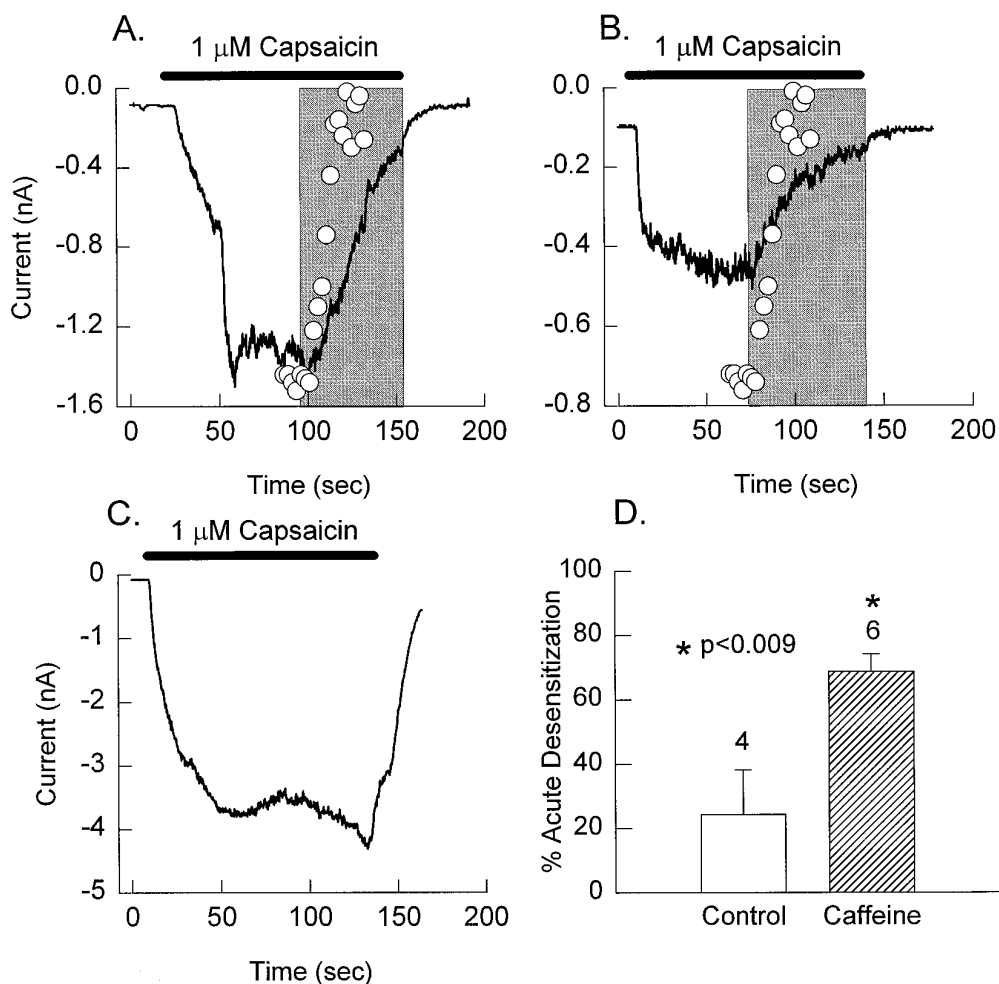 A.
1 μM Capsaicin
0.0
-0.4
-0.8
-1.2
-1.6
Current (nA)
0 50 100 150 200
Time (sec)
B.
1 μM Capsaicin
0.0
-0.2
-0.4
-0.6
-0.8
0 50 100 150 200
Time (sec)
C.
1 μM Capsaicin
0
-1
-2
-3
-4
-5
Current (nA)
0 50 100 150 200
Time (sec)
D.
100
80
60
40
20
0
% Acute Desensitization
* p<0.009
4
*
6
Control Caffeine